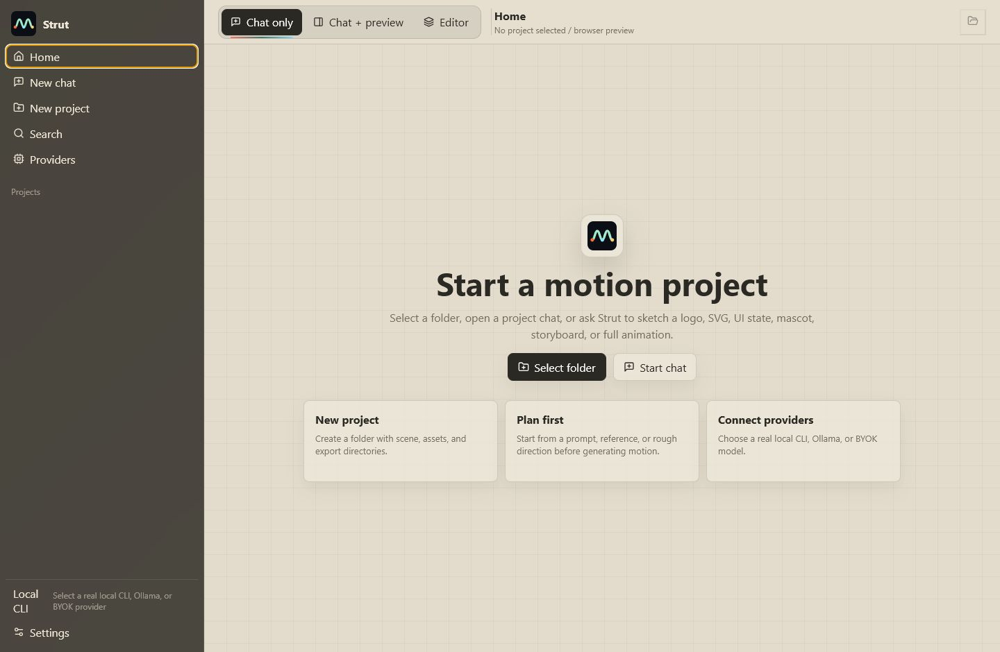 Strut
Home
New chat
New project
Search
Providers
Projects
Local
CLI
Select a real local CLI, Ollama, or
BYOK provider
Settings
Chat only
Chat + preview
Editor
Home
No project selected / browser preview
Start a motion project
Select a folder, open a project chat, or ask Strut to sketch a logo, SVG, UI state, mascot,
storyboard, or full animation.
Select folder
Start chat
New project
Create a folder with scene, assets, and
export directories.
Plan first
Start from a prompt, reference, or rough
direction before generating motion.
Connect providers
Choose a real local CLI, Ollama, or BYOK
model.